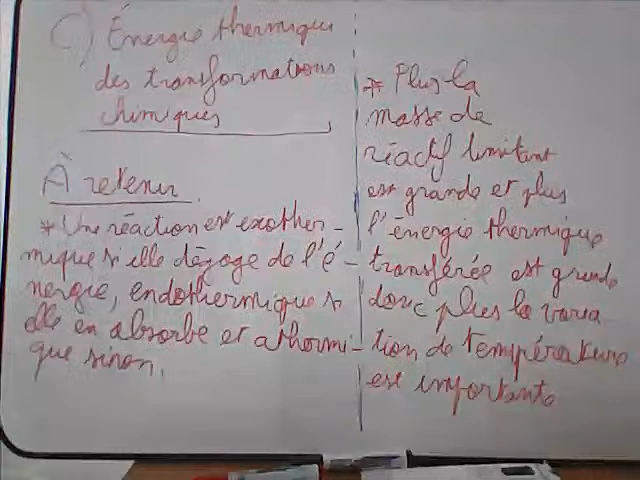 C) Énergie thermique
des transformations
chimiques
À retenir.
* Une réaction est exother-
mique si elle dégage de l'é-
nergie, endothermique si
elle en absorbe et athermi-
que sinon.
* Plus la
masse de
réactif limitant
est grande et plus
l'énergie thermique
transférée est grande
donc plus la varia
tion de température
est importante